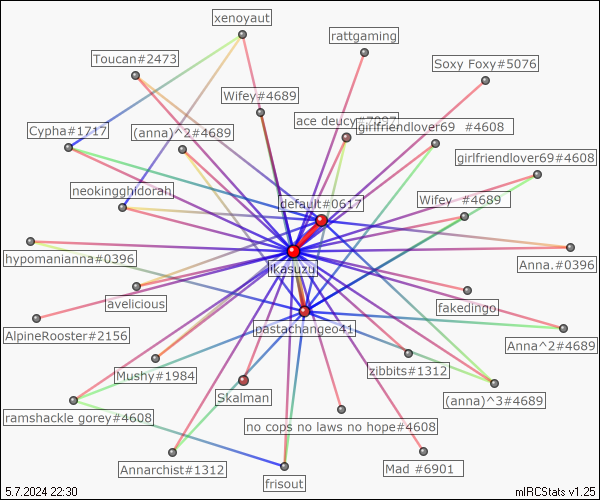 xenoyaut
rattgaming
Toucan#2473
Soxy Foxy#5076
Wifey#4689
ace deucy
Cypha#1717
(anna)^2#4689
girlfriendlover69 #4608
girlfriendlover69#4608
neokingghidorah
default#0617
Wifey #4689
hypomanianna#0396
likasuzu
Anna.#0396
avelicious
fakedingo
AlpineRooster#2156
pastachangeo41
Anna^2#4689
Mushy#1984
zibbits#1312
Skalman
(anna)^3#4689
ramshackle gorey#4608
no cops no laws no hope#4608
Annarchist#1312
Mad #6901
frisout
5.7.2024 22:30
mIRCStats v1.25